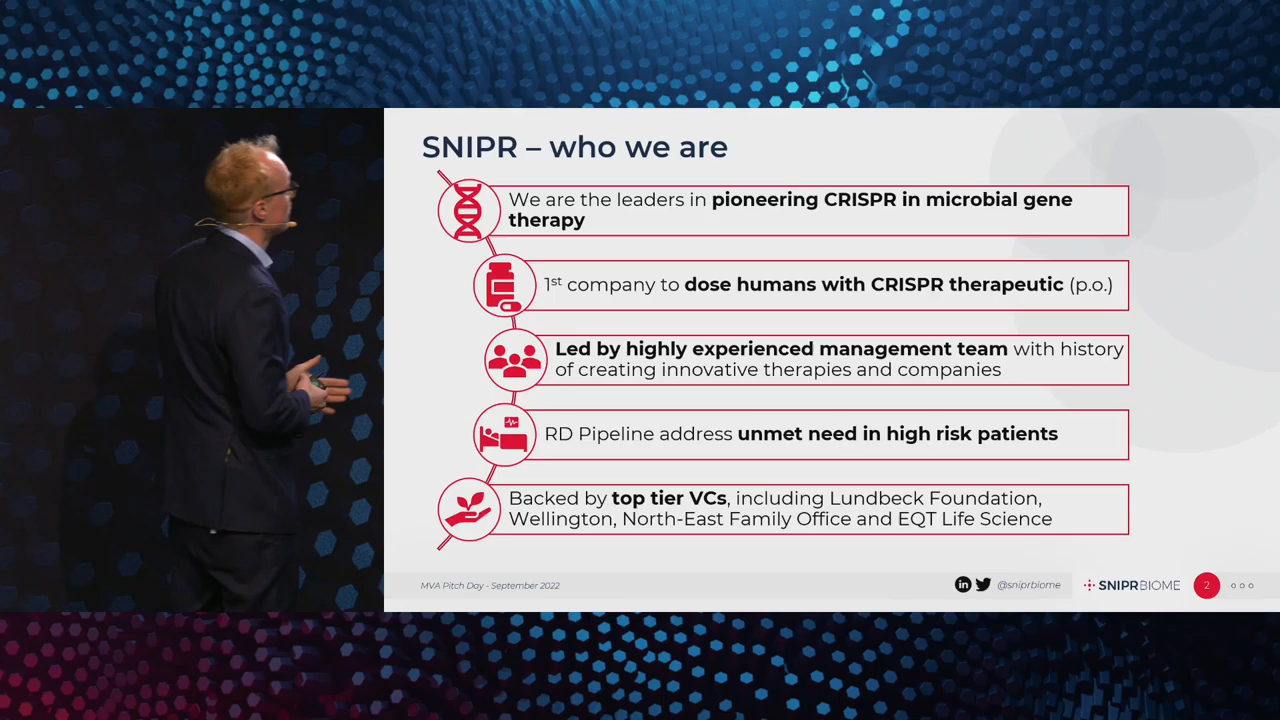 SNIPR – who we are
We are the leaders in pioneering CRISPR in microbial gene
therapy
1st company to dose humans with CRISPR therapeutic (p.o.)
Led by highly experienced management team with history
of creating innovative therapies and companies
RD Pipeline address unmet need in high risk patients
Backed by top tier VCs, including Lundbeck Foundation,
Wellington, North-East Family Office and EQT Life Science
MVA Pitch Day - September 2022
in
@sniprbiome
SNIPRBIOME
2